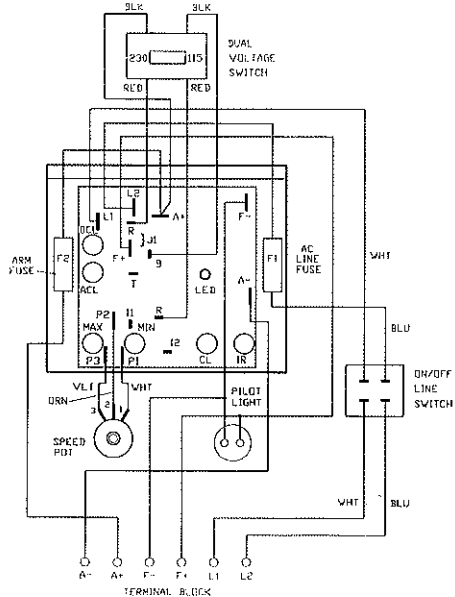 BLK
BLK
DUAL
VOLTAGE
SWITCH
230
115
RED
RED
L2
L1
A+
F-
DCL
R
J1
WHT
ARM
FUSE
F2
F+
9
F1
AC
LINE
FUSE
ACL
T
LED
A-
BLU
P2
I1
R
MAX
MIN
I2
P3
P1
CL
IR
ON/OFF
LINE
SWITCH
VLT
WHT
PILOT
LIGHT
ORN
3
2
1
SPEED
POT
WHT
BLU
A-
A+
F-
F+
L1
L2
TERMINAL BLOCK